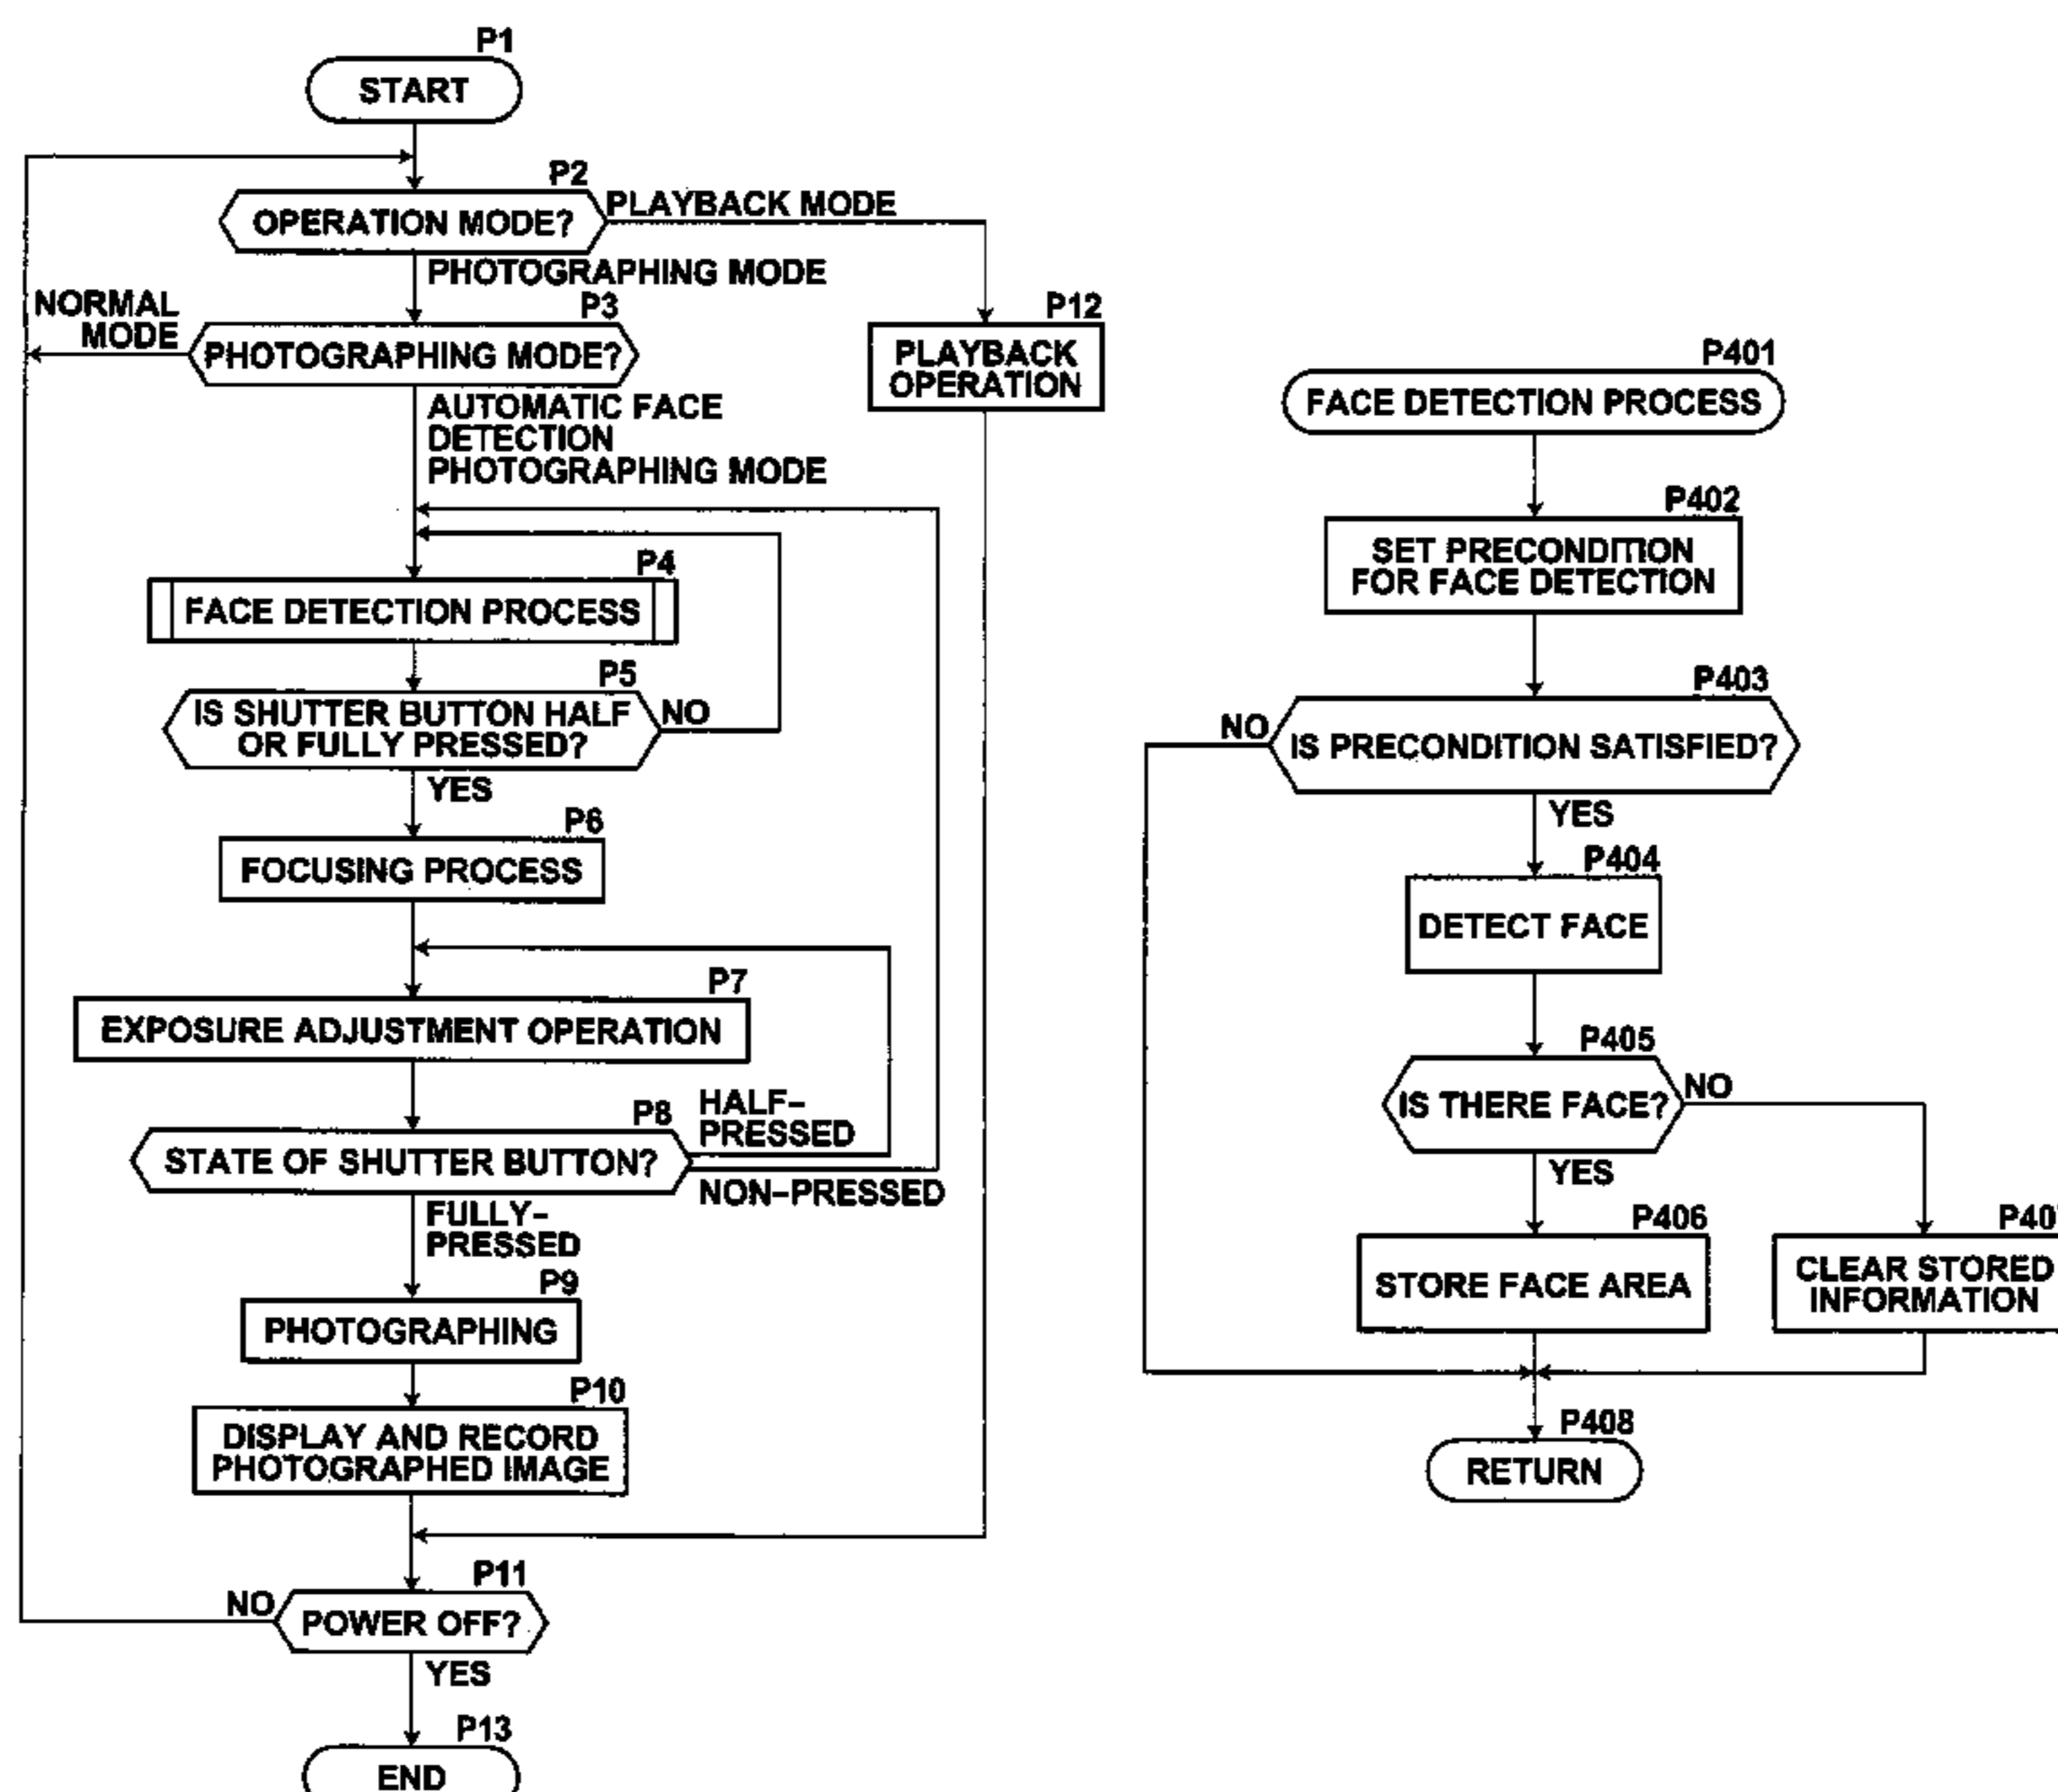 P1
START
P2
OPERATION MODE?
PLAYBACK MODE
PHOTOGRAPHING MODE
NORMAL
MODE
P3
PHOTOGRAPHING MODE?
P12
PLAYBACK
OPERATION
AUTOMATIC FACE
DETECTION
PHOTOGRAPHING MODE
P4
FACE DETECTION PROCESS
P5
IS SHUTTER BUTTON HALF
OR FULLY PRESSED?
NO
YES
P6
FOCUSING PROCESS
P7
EXPOSURE ADJUSTMENT OPERATION
P8
STATE OF SHUTTER BUTTON?
HALF-
PRESSED
NON-PRESSED
FULLY-
PRESSED
P9
PHOTOGRAPHING
P10
DISPLAY AND RECORD
PHOTOGRAPHED IMAGE
P11
POWER OFF?
NO
YES
P13
END
P401
FACE DETECTION PROCESS
P402
SET PRECONDITION
FOR FACE DETECTION
P403
IS PRECONDITION SATISFIED?
NO
YES
P404
DETECT FACE
P405
IS THERE FACE?
NO
YES
P406
STORE FACE AREA
CLEAR STORED
INFORMATION
P408
RETURN